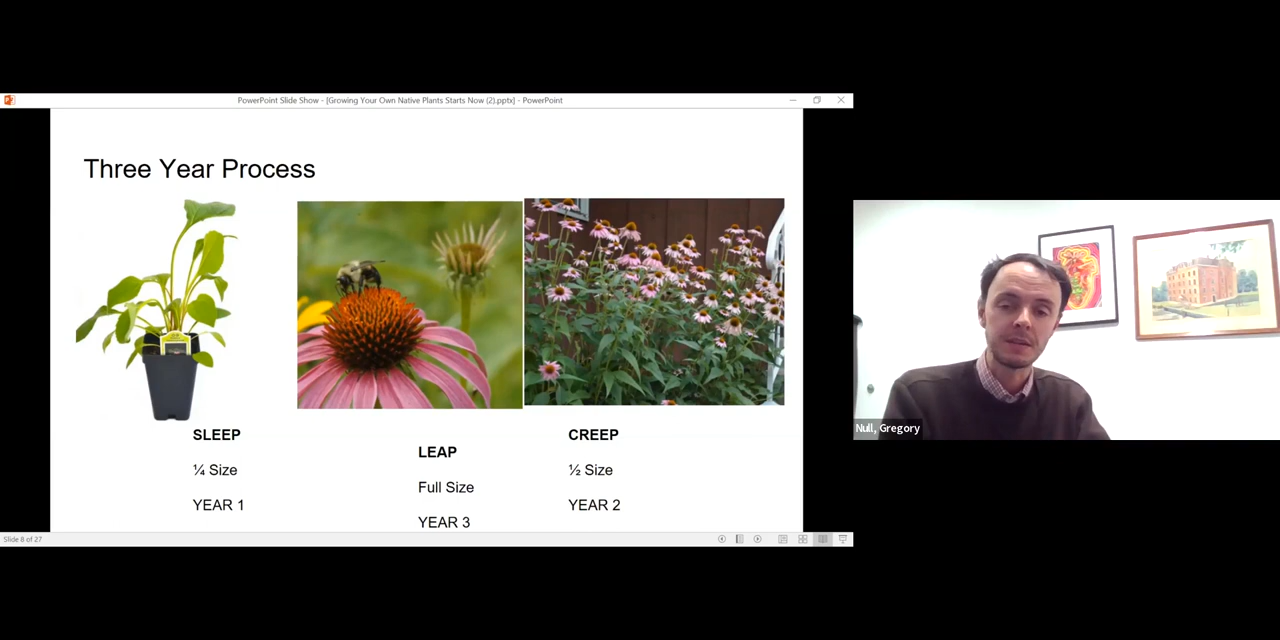 PowerPoint Slide Show - [Growing Your Own Native Plants Starts Now (2).pptx] - PowerPoint
Three Year Process
SLEEP
¼ Size
YEAR 1
LEAP
Full Size
YEAR 3
CREEP
½ Size
YEAR 2
Null, Gregory
Slide 8 of 27